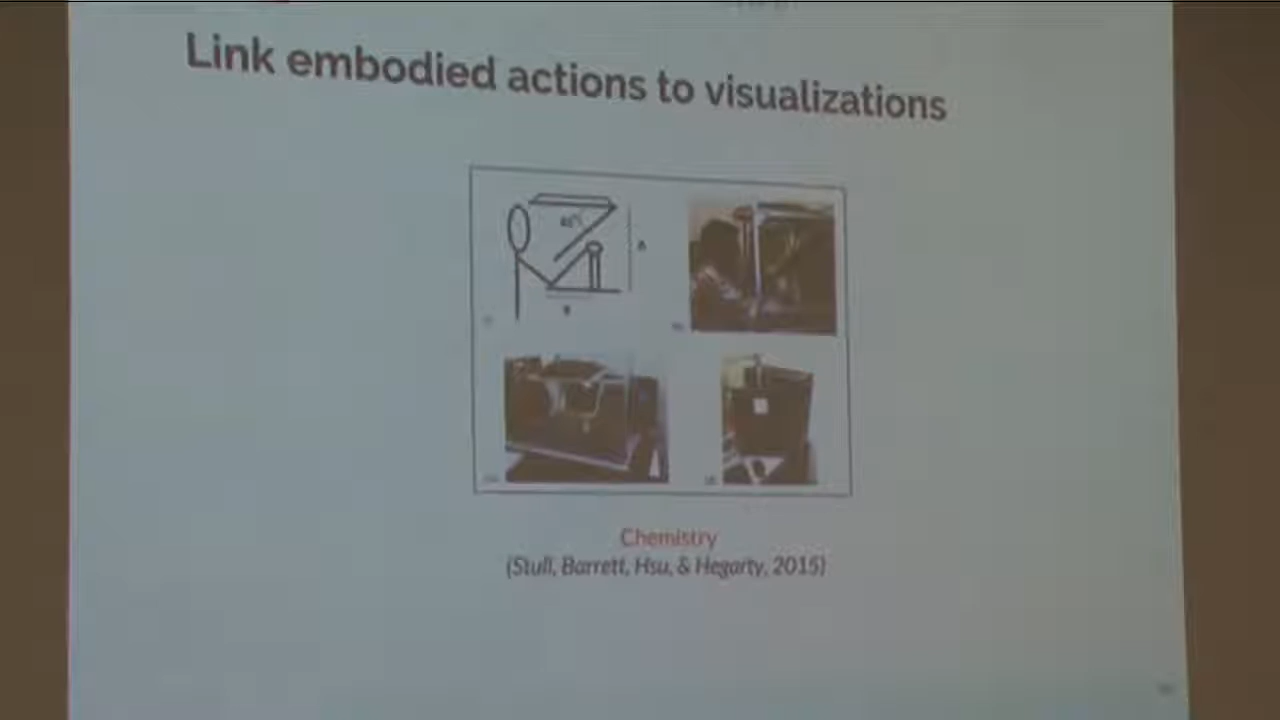 Link embodied actions to visualizations
Chemistry
(Stull, Barrett, Hsu, & Hegarty, 2015)